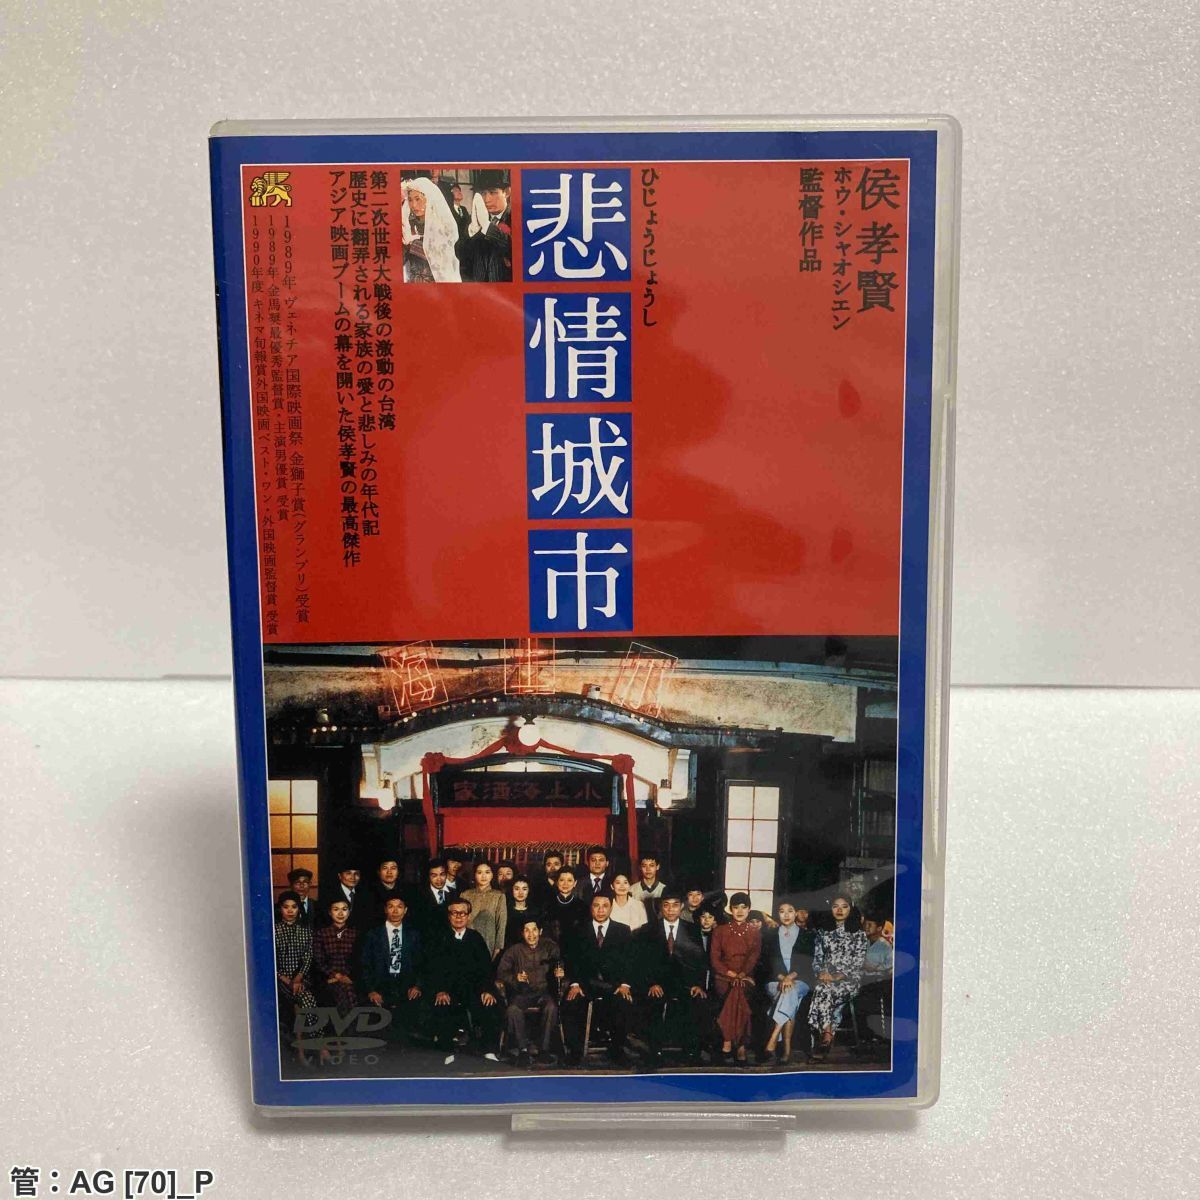 侯孝賢
ホウ・シャオシエン
監督作品
ひじょうじょうし
悲情城市
第二次世界大戦後の激動の台湾
歴史に翻弄される家族の愛と悲しみの年代記
アジア映画ブームの幕を開いた侯孝賢の最高傑作
1989年 ヴェネチア国際映画祭 金獅子賞(グランプリ)受賞
1989年 金馬奨最優秀監督賞・主演男優賞 受賞
1990年度 キネマ旬報賞外国映画ベスト・ワン・外国映画監督賞 受賞
海上小
家酒海上小
DVD
VIDEO
管：AG [70]_P